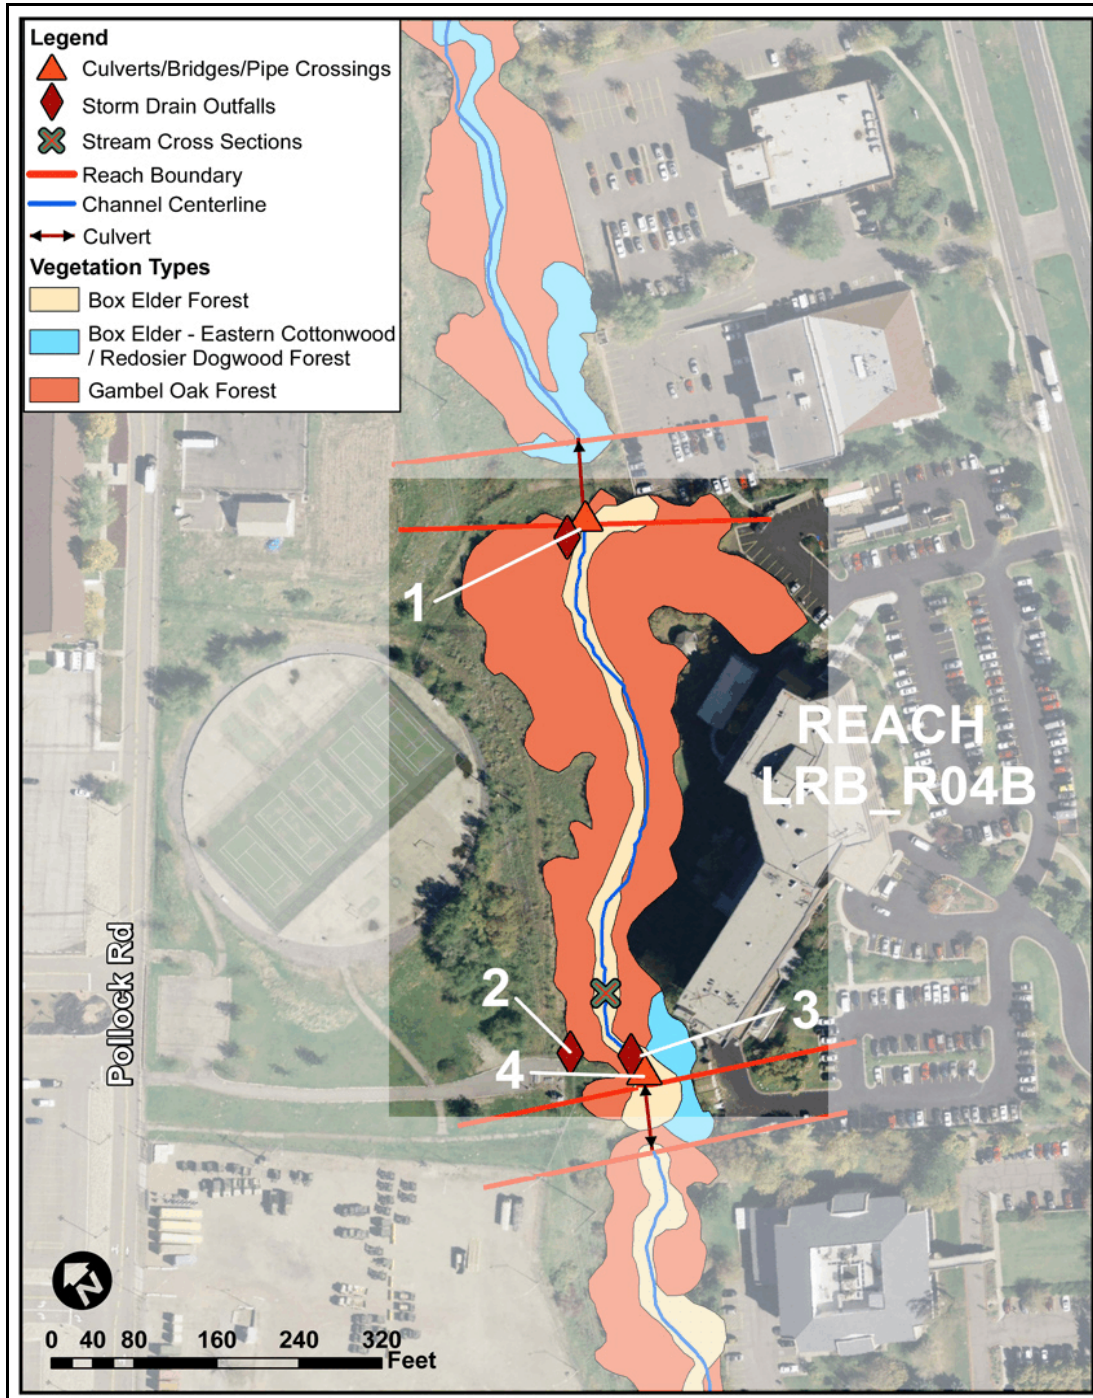 Legend
Culverts/Bridges/Pipe Crossings
Storm Drain Outfalls
Stream Cross Sections
Reach Boundary
Channel Centerline
Culvert
Vegetation Types
Box Elder Forest
Box Elder - Eastern Cottonwood
/ Redosier Dogwood Forest
Gambel Oak Forest
1
REACH
LRB_R04B
Pollock Rd
2
3
4
N
0 40 80 160 240 320
Feet